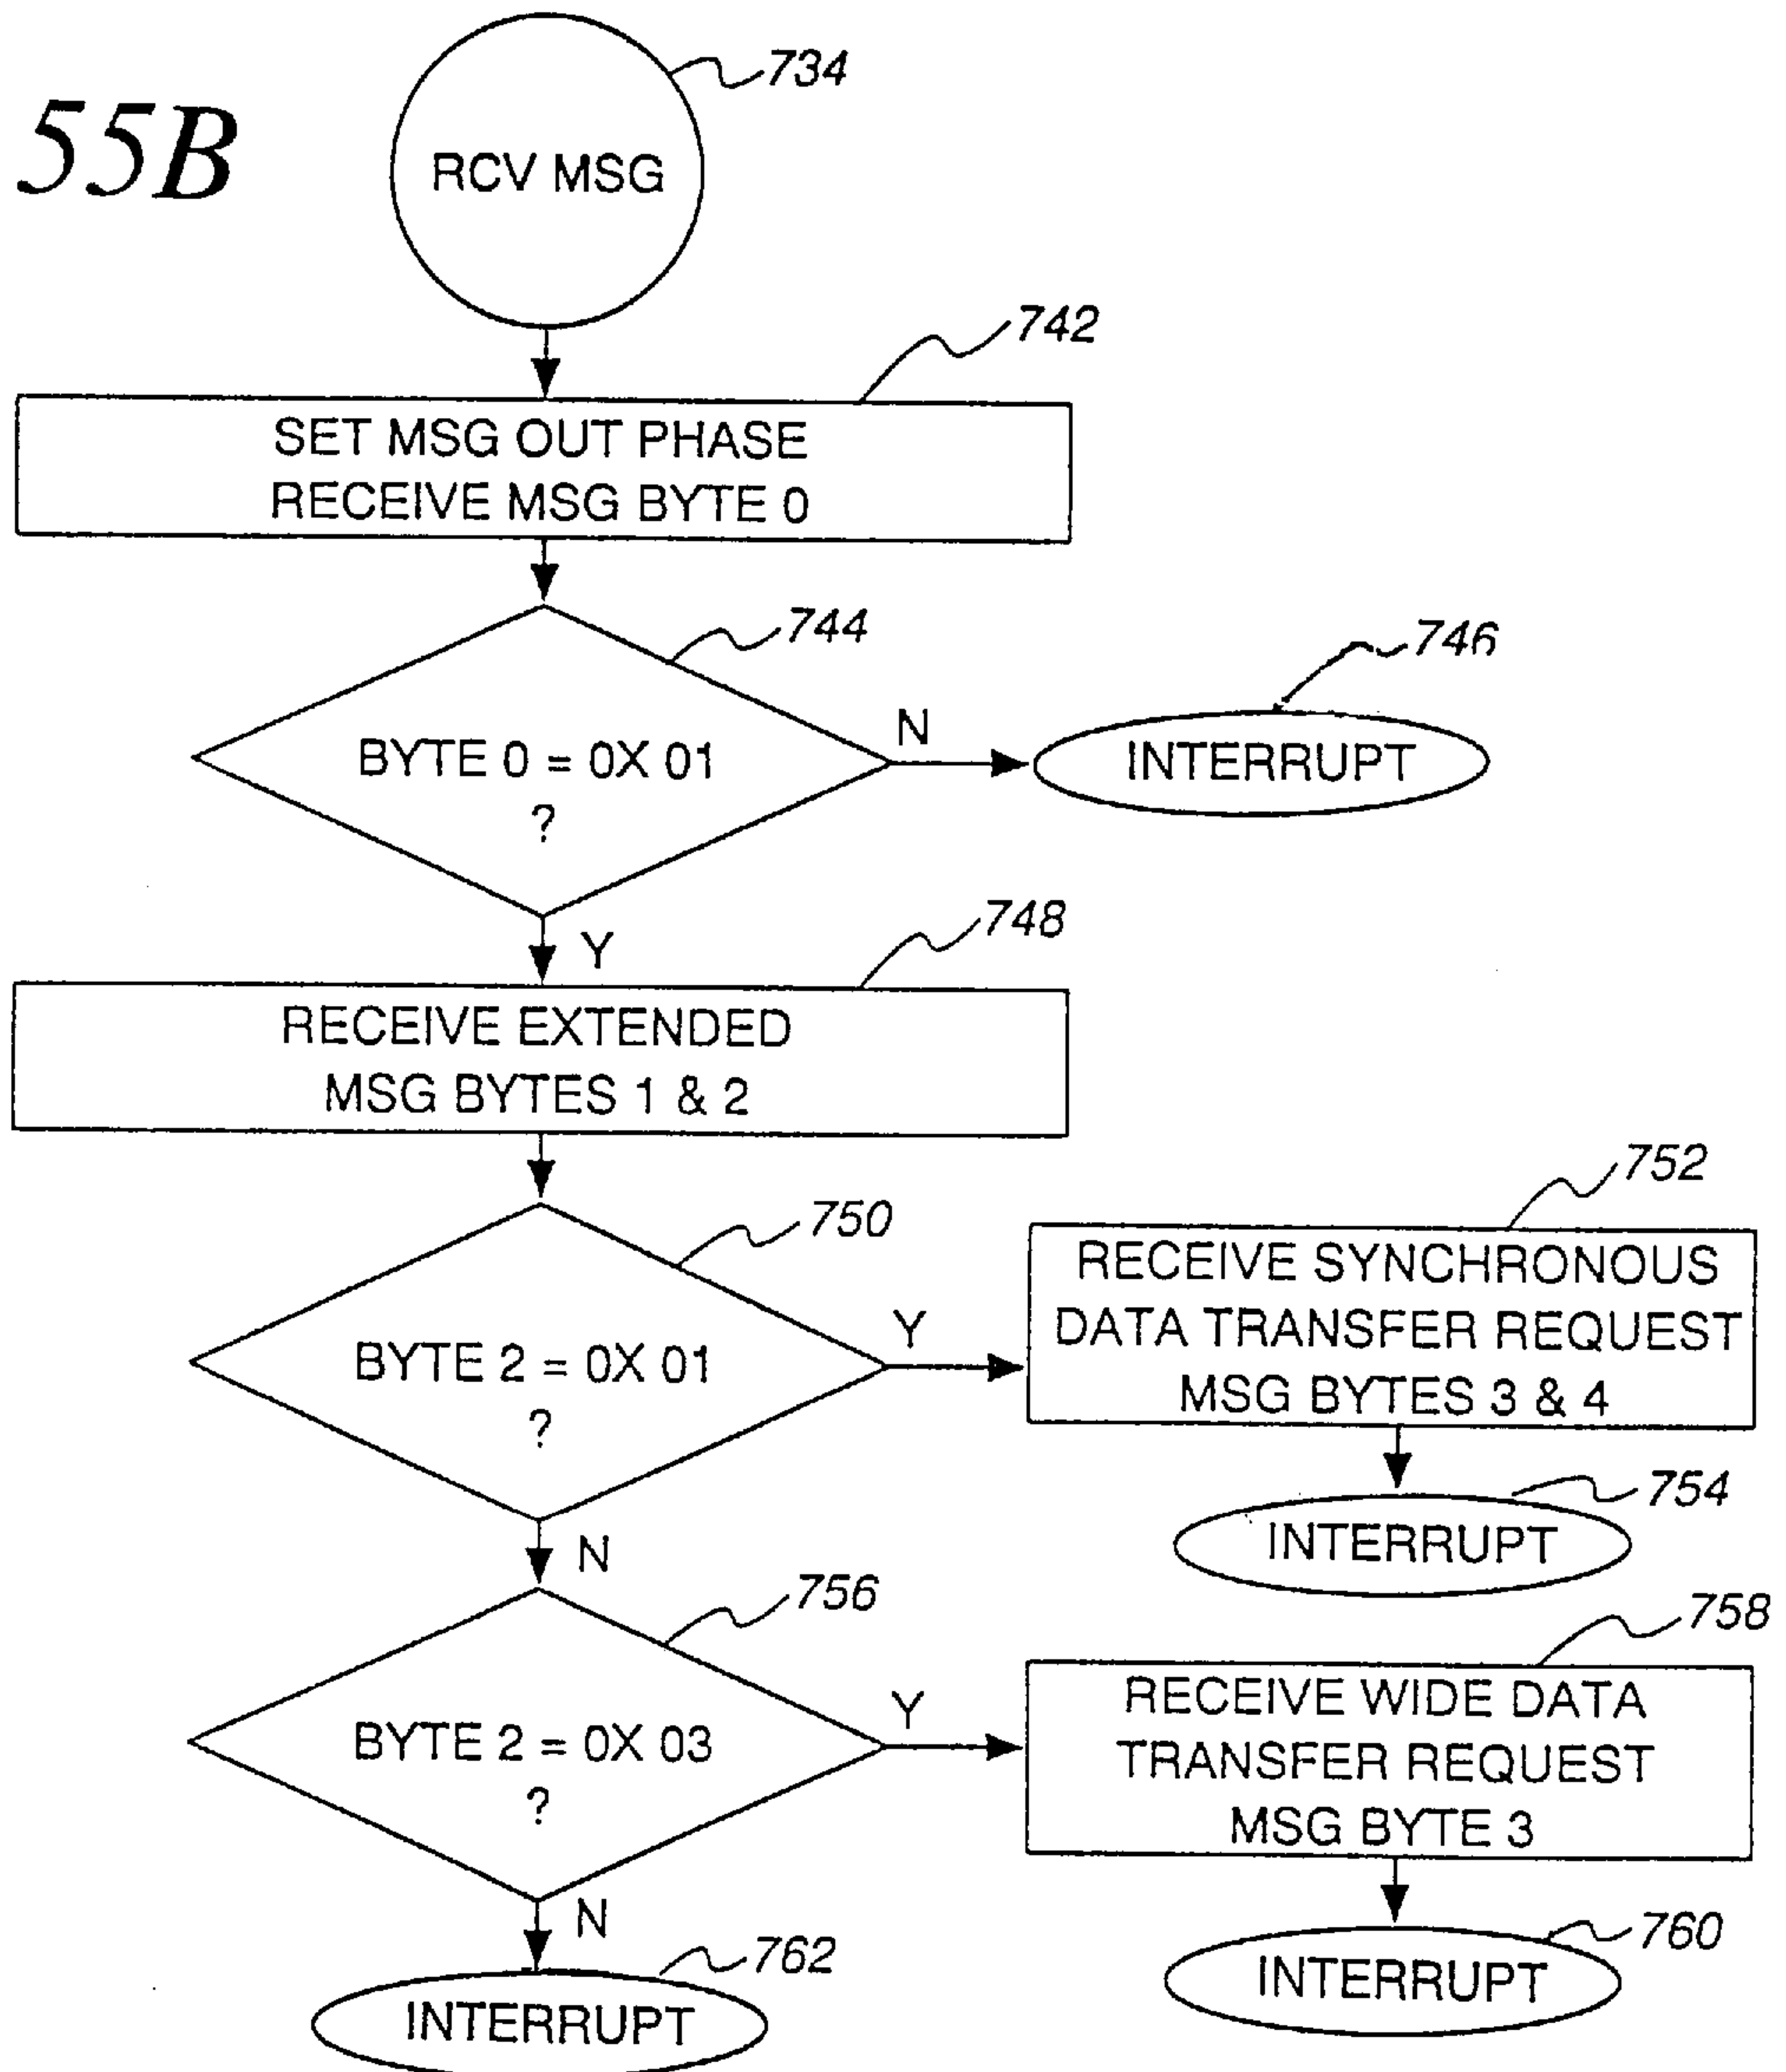 55B
734
RCV MSG
742
SET MSG OUT PHASE
RECEIVE MSG BYTE 0
744
746
BYTE 0 = 0X 01
?
N
INTERRUPT
Y
748
RECEIVE EXTENDED
MSG BYTES 1 & 2
750
752
BYTE 2 = 0X 01
?
Y
RECEIVE SYNCHRONOUS
DATA TRANSFER REQUEST
MSG BYTES 3 & 4
754
INTERRUPT
N
756
758
BYTE 2 = 0X 03
?
Y
RECEIVE WIDE DATA
TRANSFER REQUEST
MSG BYTE 3
760
INTERRUPT
N
762
INTERRUPT